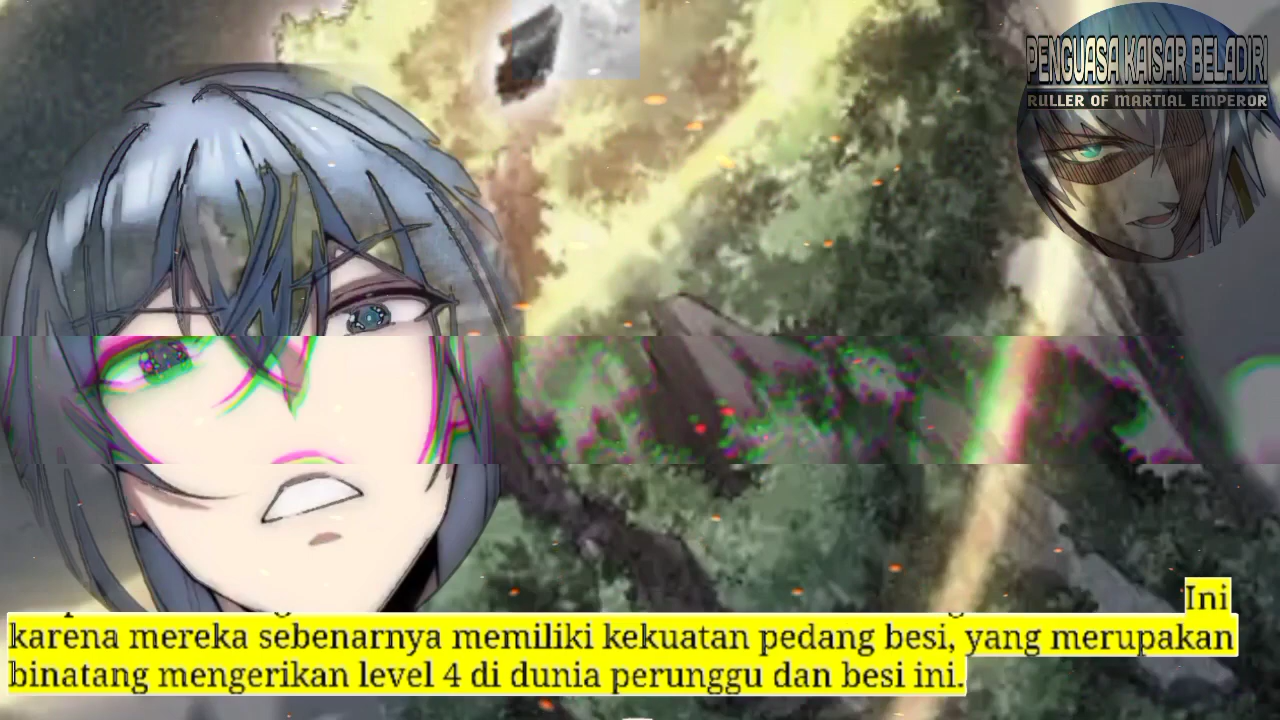 PENGUASA KAISAR BELADIRI
RULLER OF MARTIAL EMPEROR
Ini
karena mereka sebenarnya memiliki kekuatan pedang besi, yang merupakan
binatang mengerikan level 4 di dunia perunggu dan besi ini.